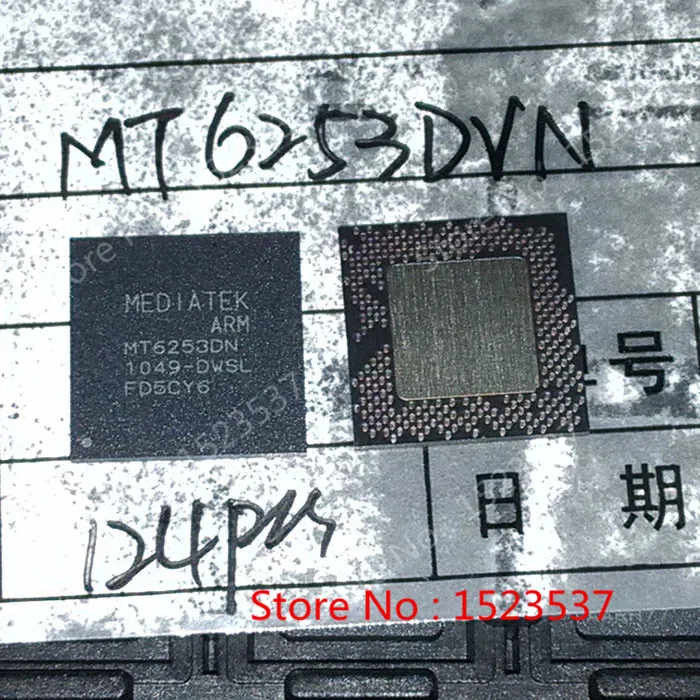 MT6253DVN
MEDIATEK
ARM
MT6253DN
1049-DWSL
FD5CY6
号
日 期
124pcs
Store No : 1523537